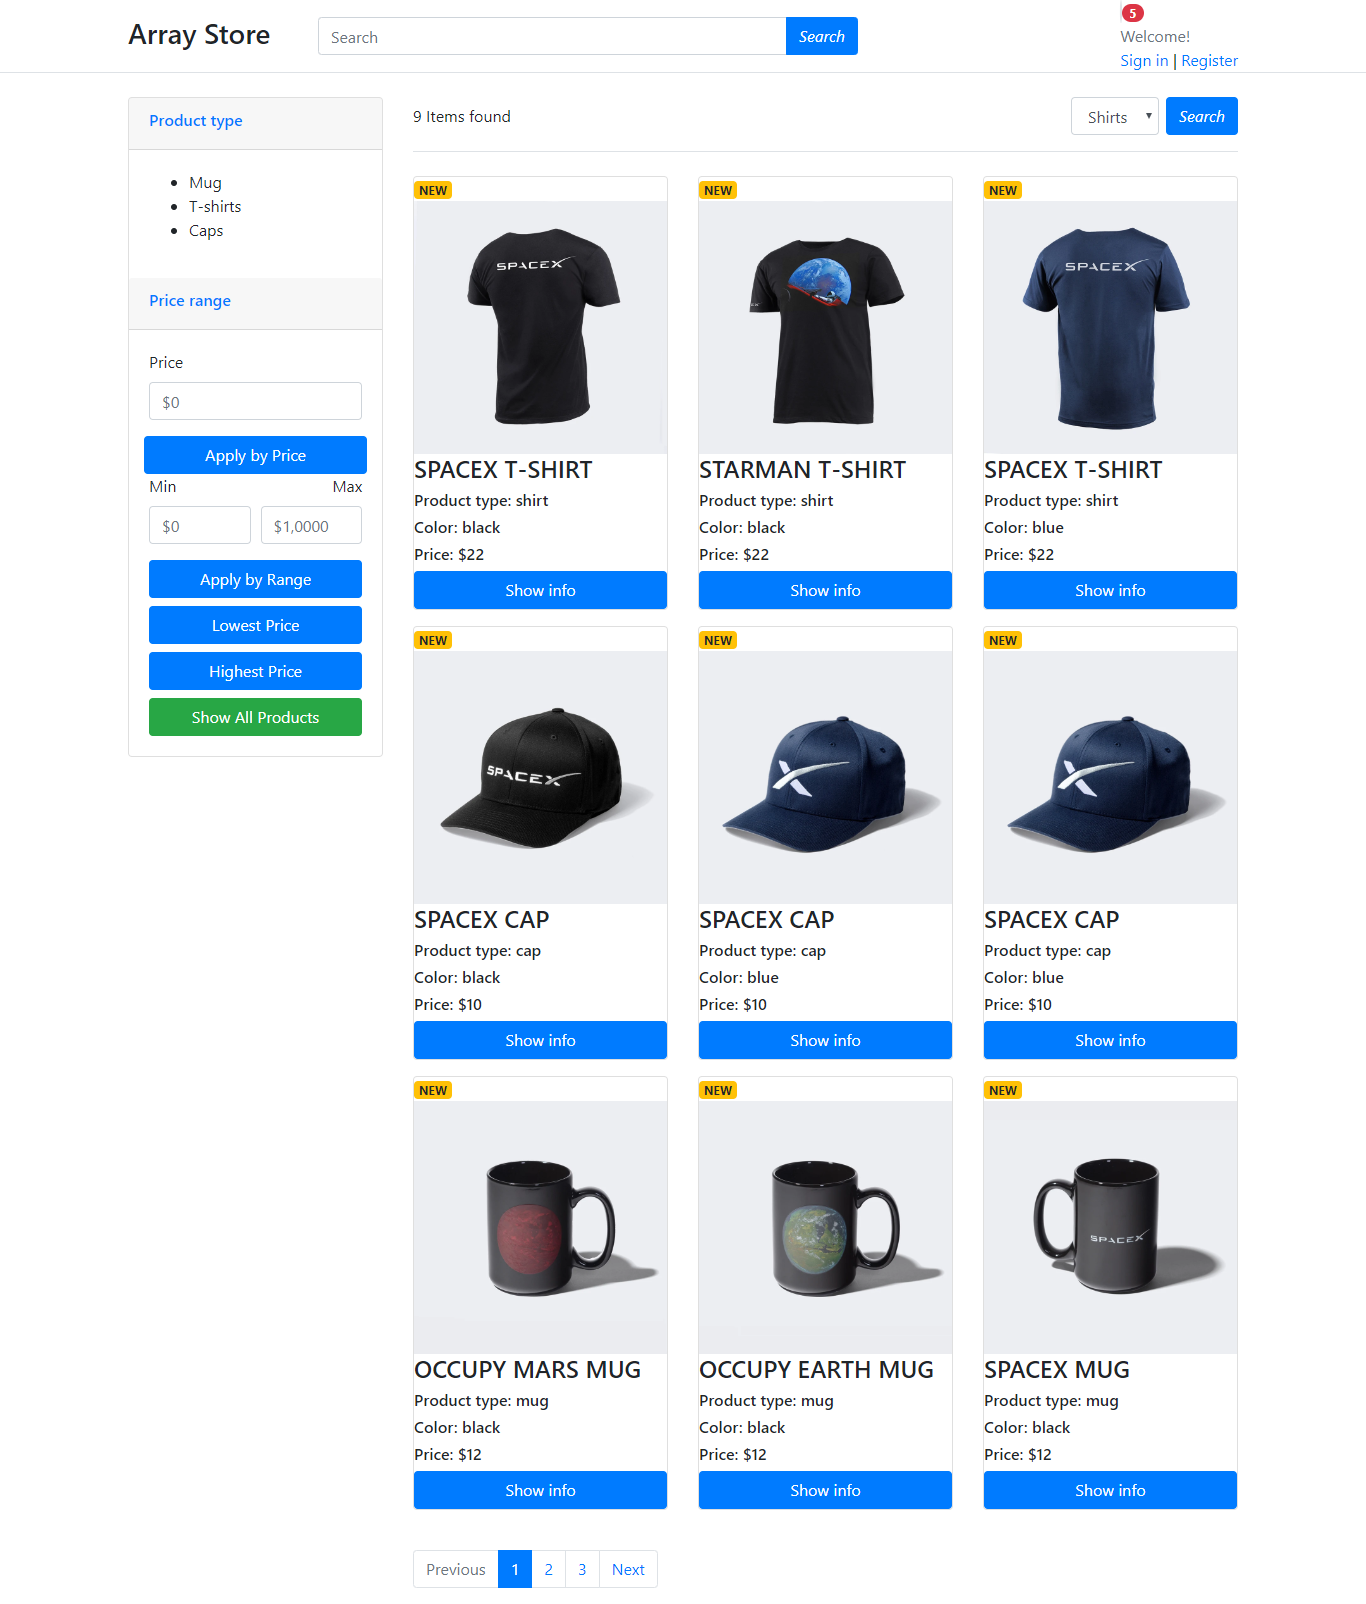 Array Store
Search
Search
5
Welcome!
Sign in | Register
Product type
Mug
T-shirts
Caps
Price range
Price
$0
Apply by Price
Min Max
$0 $1,0000
Apply by Range
Lowest Price
Highest Price
Show All Products
9 Items found
Shirts
Search
NEW
SPACEX
SPACEX T-SHIRT
Product type: shirt
Color: black
Price: $22
Show info
NEW
STARMAN T-SHIRT
Product type: shirt
Color: black
Price: $22
Show info
NEW
SPACEX
SPACEX T-SHIRT
Product type: shirt
Color: blue
Price: $22
Show info
NEW
SPACEX
SPACEX CAP
Product type: cap
Color: black
Price: $10
Show info
NEW
X
SPACEX CAP
Product type: cap
Color: blue
Price: $10
Show info
NEW
X
SPACEX CAP
Product type: cap
Color: blue
Price: $10
Show info
NEW
OCCUPY MARS MUG
Product type: mug
Color: black
Price: $12
Show info
NEW
OCCUPY EARTH MUG
Product type: mug
Color: black
Price: $12
Show info
NEW
SPACEX
SPACEX MUG
Product type: mug
Color: black
Price: $12
Show info
Previous 1 2 3 Next